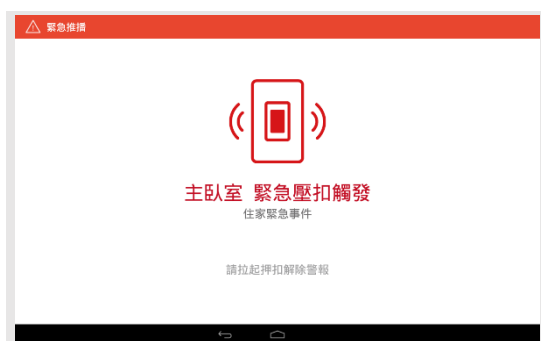 緊急推播
主臥室 緊急壓扣觸發
住家緊急事件
請拉起押扣解除警報